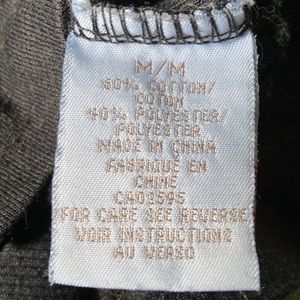 M/M
60% COTTON/
COTON
40% POLYESTER/
POLYESTER
MADE IN CHINA
FABRIQUÉ EN
CHINE
CA03595
FOR CARE SEE REVERSE
VOIR INSTRUCTIONS
AU VERSO